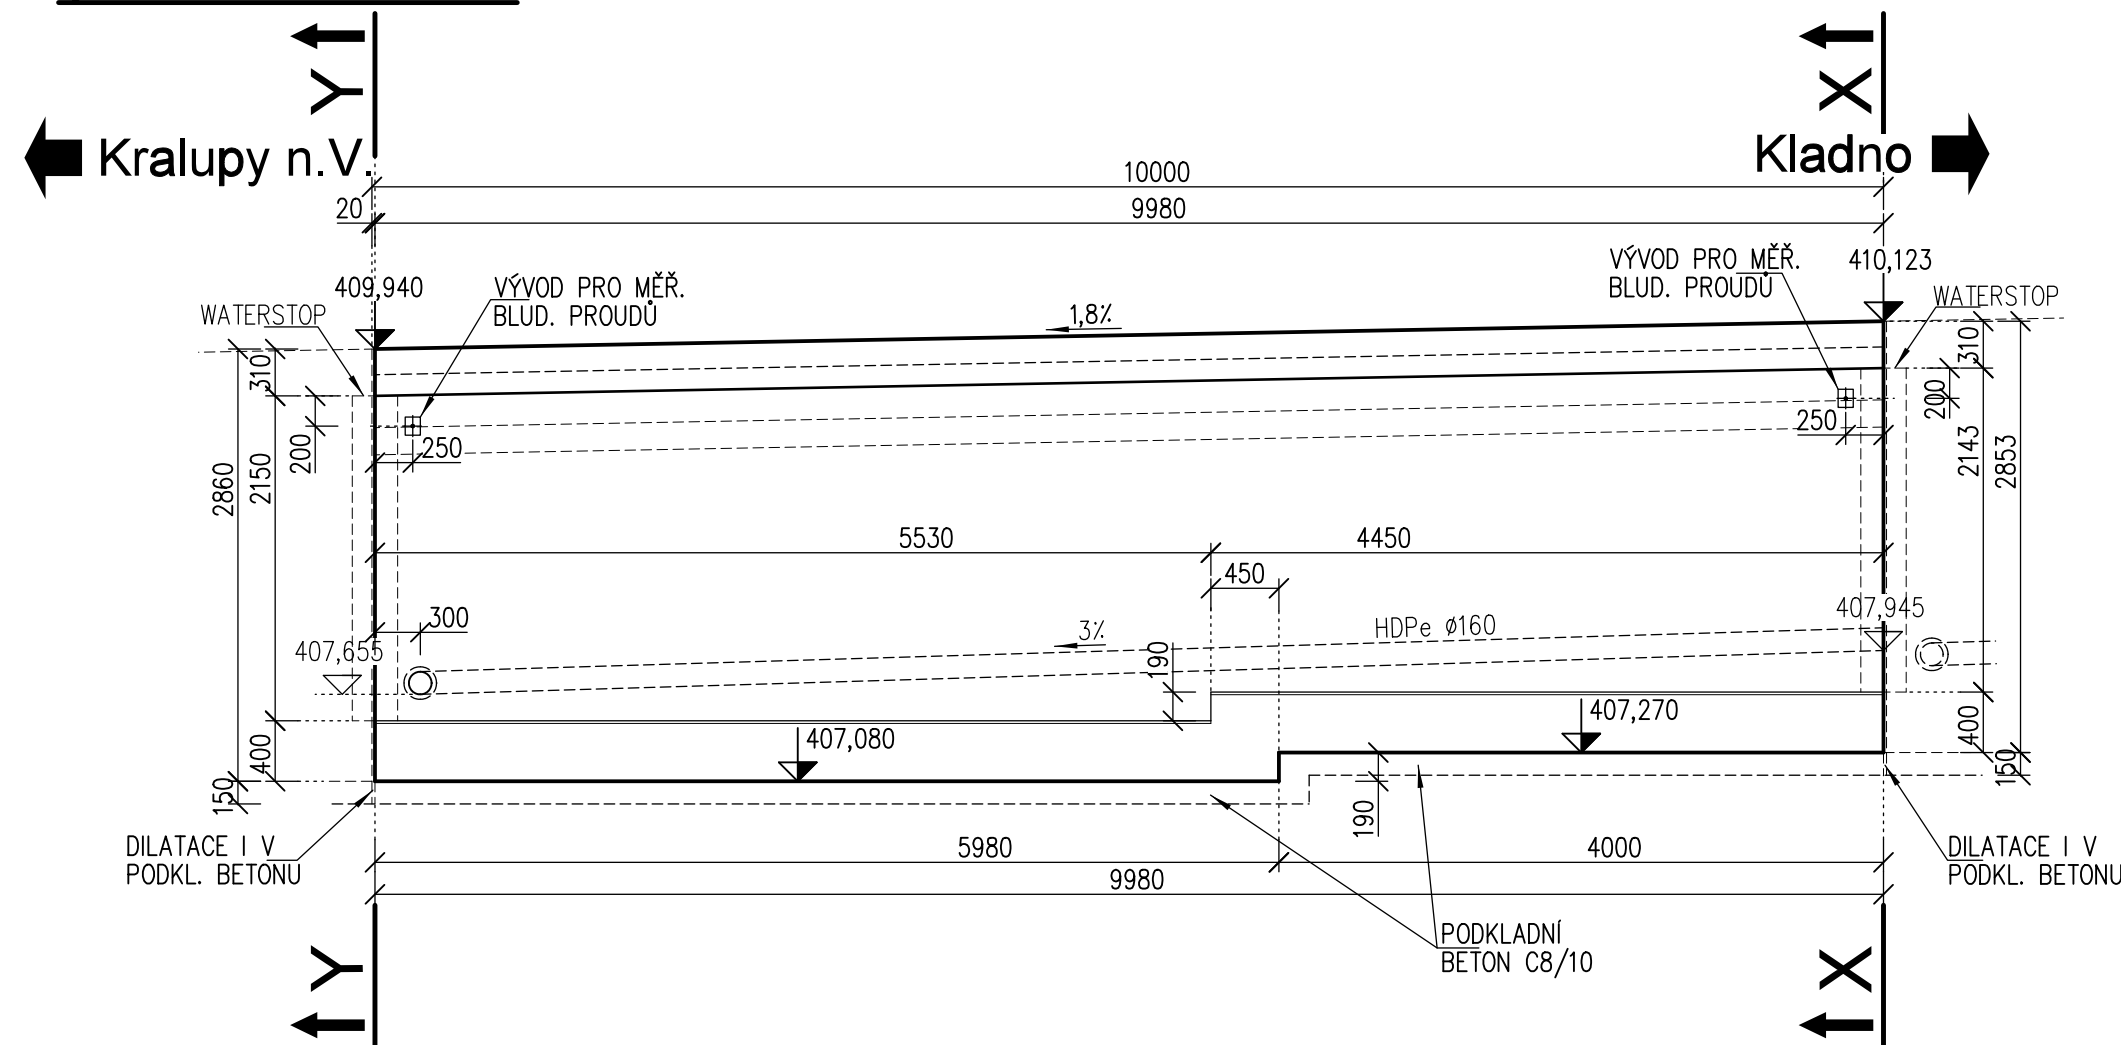 Y
X
Kralupy n.V.
Kladno
10000
20
9980
409,940
VÝVOD PRO MĚŘ.
BLUD. PROUDŮ
VÝVOD PRO MĚŘ.
BLUD. PROUDŮ
410,123
WATERSTOP
1,8%
WATERSTOP
310
310
200
200
250
250
2860
2150
2143
2853
5530
4450
450
300
407,655
3%
HDPe ø160
407,945
190
407,080
407,270
400
400
150
150
190
DILATACE I V
PODKL. BETONU
5980
4000
DILATACE I V
PODKL. BETONU
9980
PODKLADNÍ
BETON C8/10
Y
X